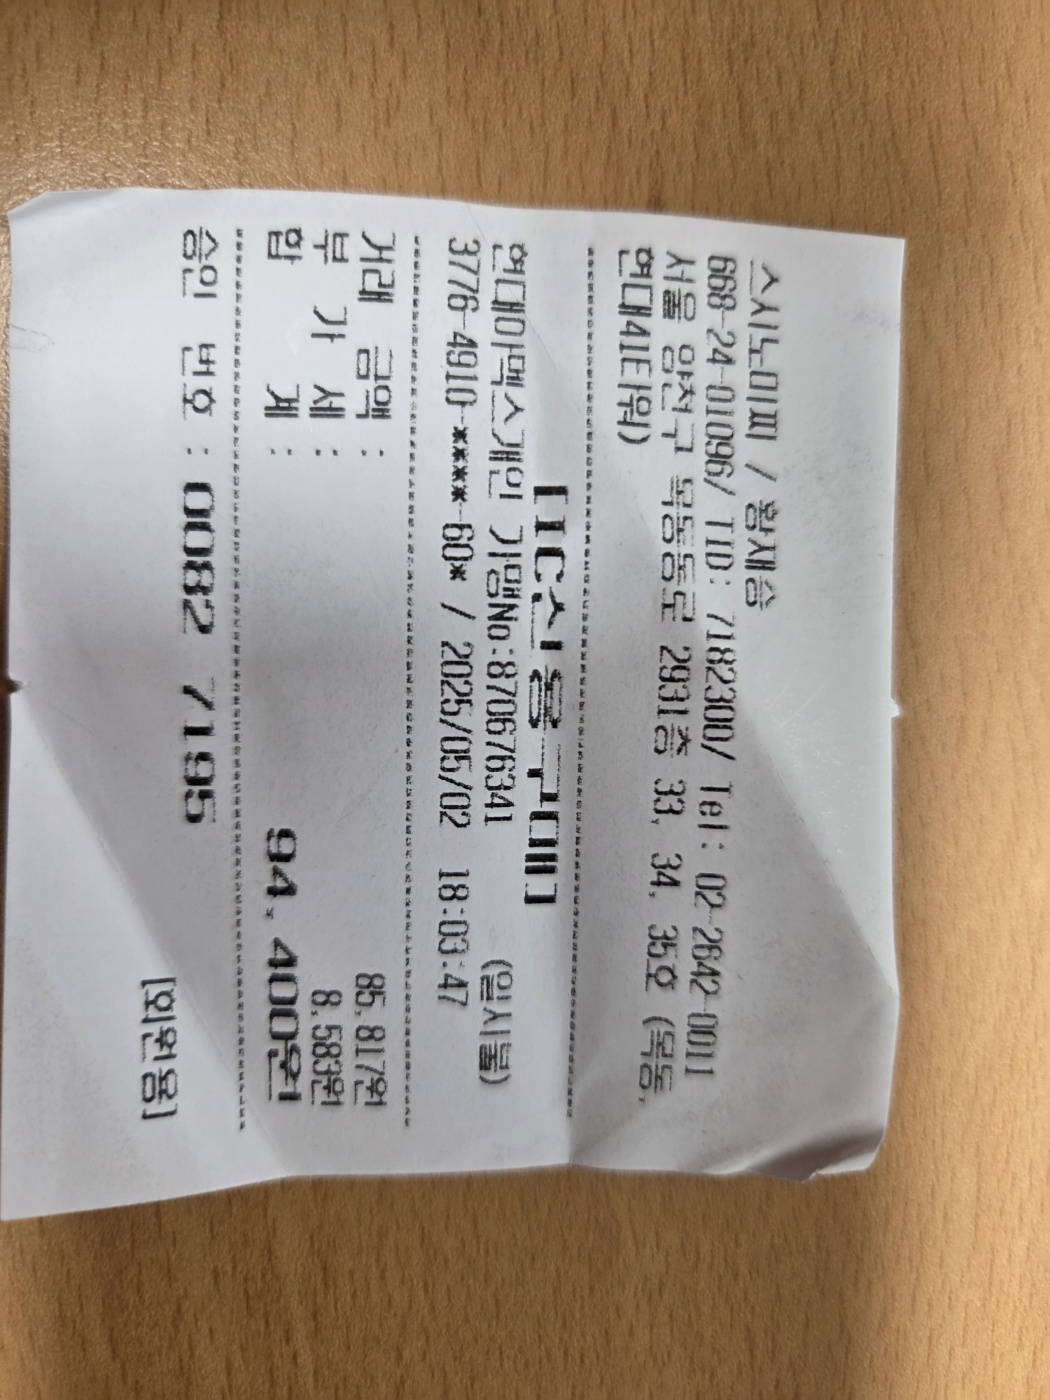 스시노미찌 / 황재승
668-24-01096/ TID: 7182300/ Tel: 02-2642-0011
서울 양천구 목동동로 2931층 33, 34, 35호 (목동,
현대41타워)
[IC신용구매]
현대아멕스개인 가맹No:870676341 (일시불)
3776-4910-****-60* / 2025/05/02 18:03:47
거래 금액 : 85,817원
부 가 세 : 8,583원
합 계 : 94,400원
승인 번호 : 0082 7195
[회원용]